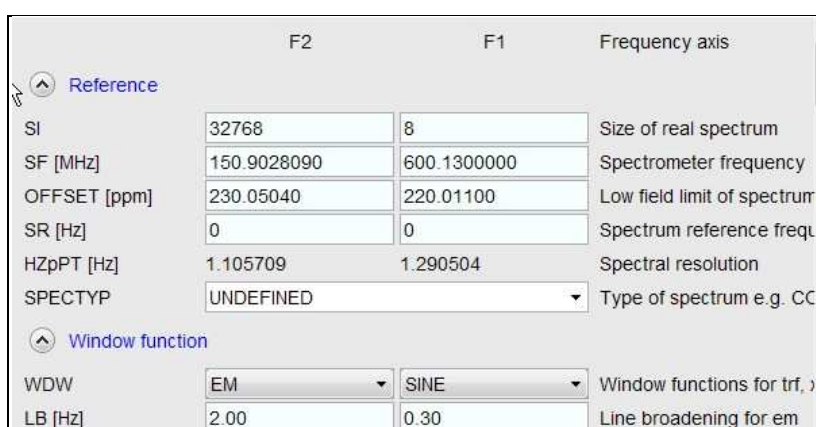 F2 F1 Frequency axis
Reference
SI 32768 8 Size of real spectrum
SF [MHz] 150.9028090 600.1300000 Spectrometer frequency
OFFSET [ppm] 230.05040 220.01100 Low field limit of spectrum
SR [Hz] 0 0 Spectrum reference frequ
HZpPT [Hz] 1.105709 1.290504 Spectral resolution
SPECTYP UNDEFINED Type of spectrum e.g. CO
Window function
WDW EM SINE Window functions for trf,
LB [Hz] 2.00 0.30 Line broadening for em